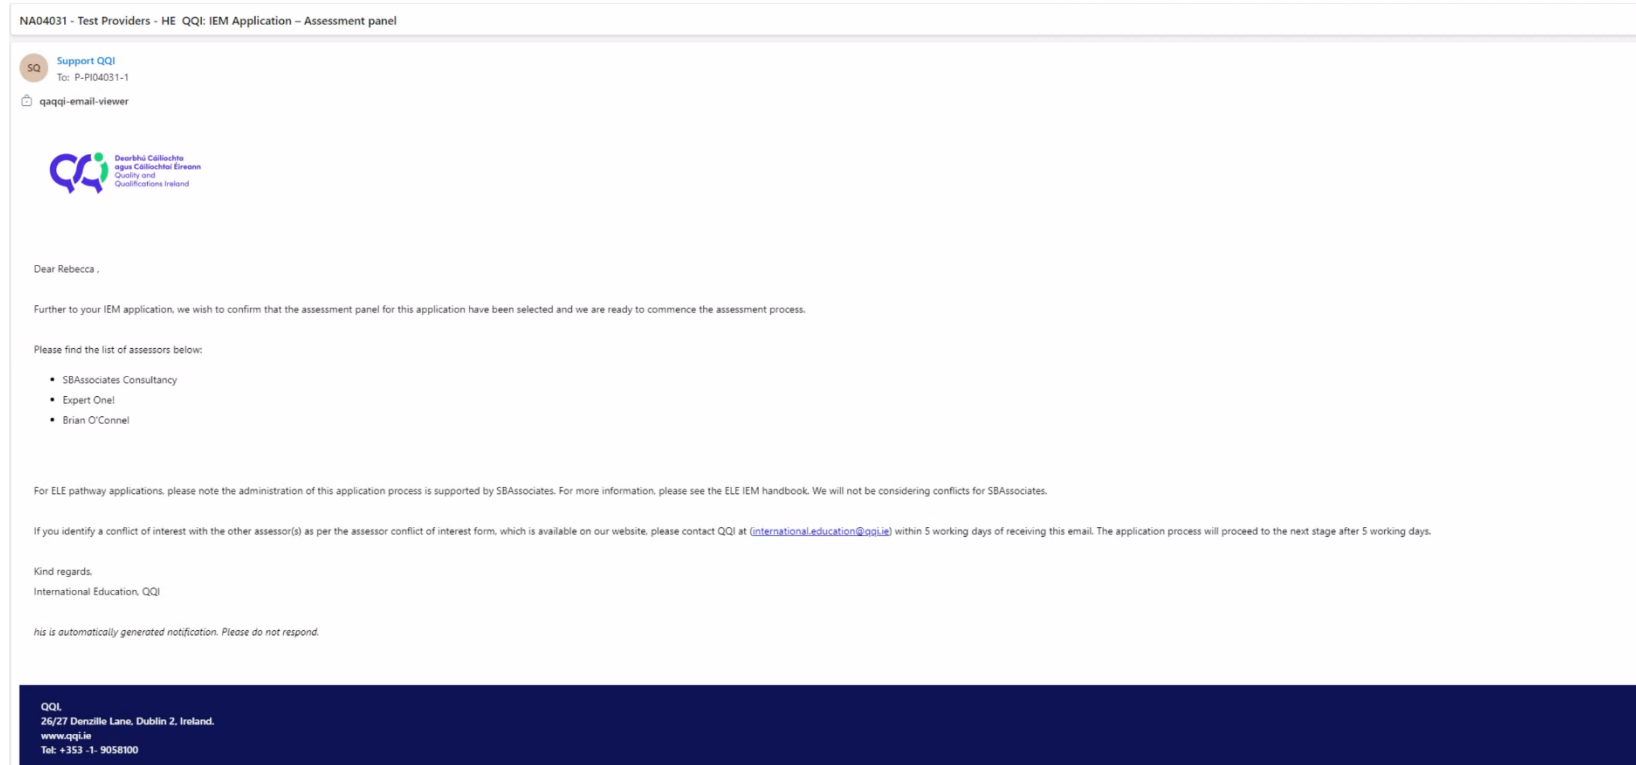 NA04031 - Test Providers - HE QQI: IEM Application – Assessment panel
SQ
Support QQI
To: P-PI04031-1
qaqqi-email-viewer
QQI
Dearbhú Cáilíochta
agus Cáilíochtaí Éireann
Quality and
Qualifications Ireland
Dear Rebecca ,
Further to your IEM application, we wish to confirm that the assessment panel for this application have been selected and we are ready to commence the assessment process.
Please find the list of assessors below:
• SBAssociates Consultancy
• Expert One!
• Brian O'Connel
For ELE pathway applications, please note the administration of this application process is supported by SBAssociates. For more information, please see the ELE IEM handbook. We will not be considering conflicts for SBAssociates.
If you identify a conflict of interest with the other assessor(s) as per the assessor conflict of interest form, which is available on our website, please contact QQI at (international.education@qqi.ie) within 5 working days of receiving this email. The application process will proceed to the next stage after 5 working days.
Kind regards,
International Education, QQI
his is automatically generated notification. Please do not respond.
QQI,
26/27 Denzille Lane, Dublin 2, Ireland.
www.qqi.ie
Tel: +353 -1- 9058100